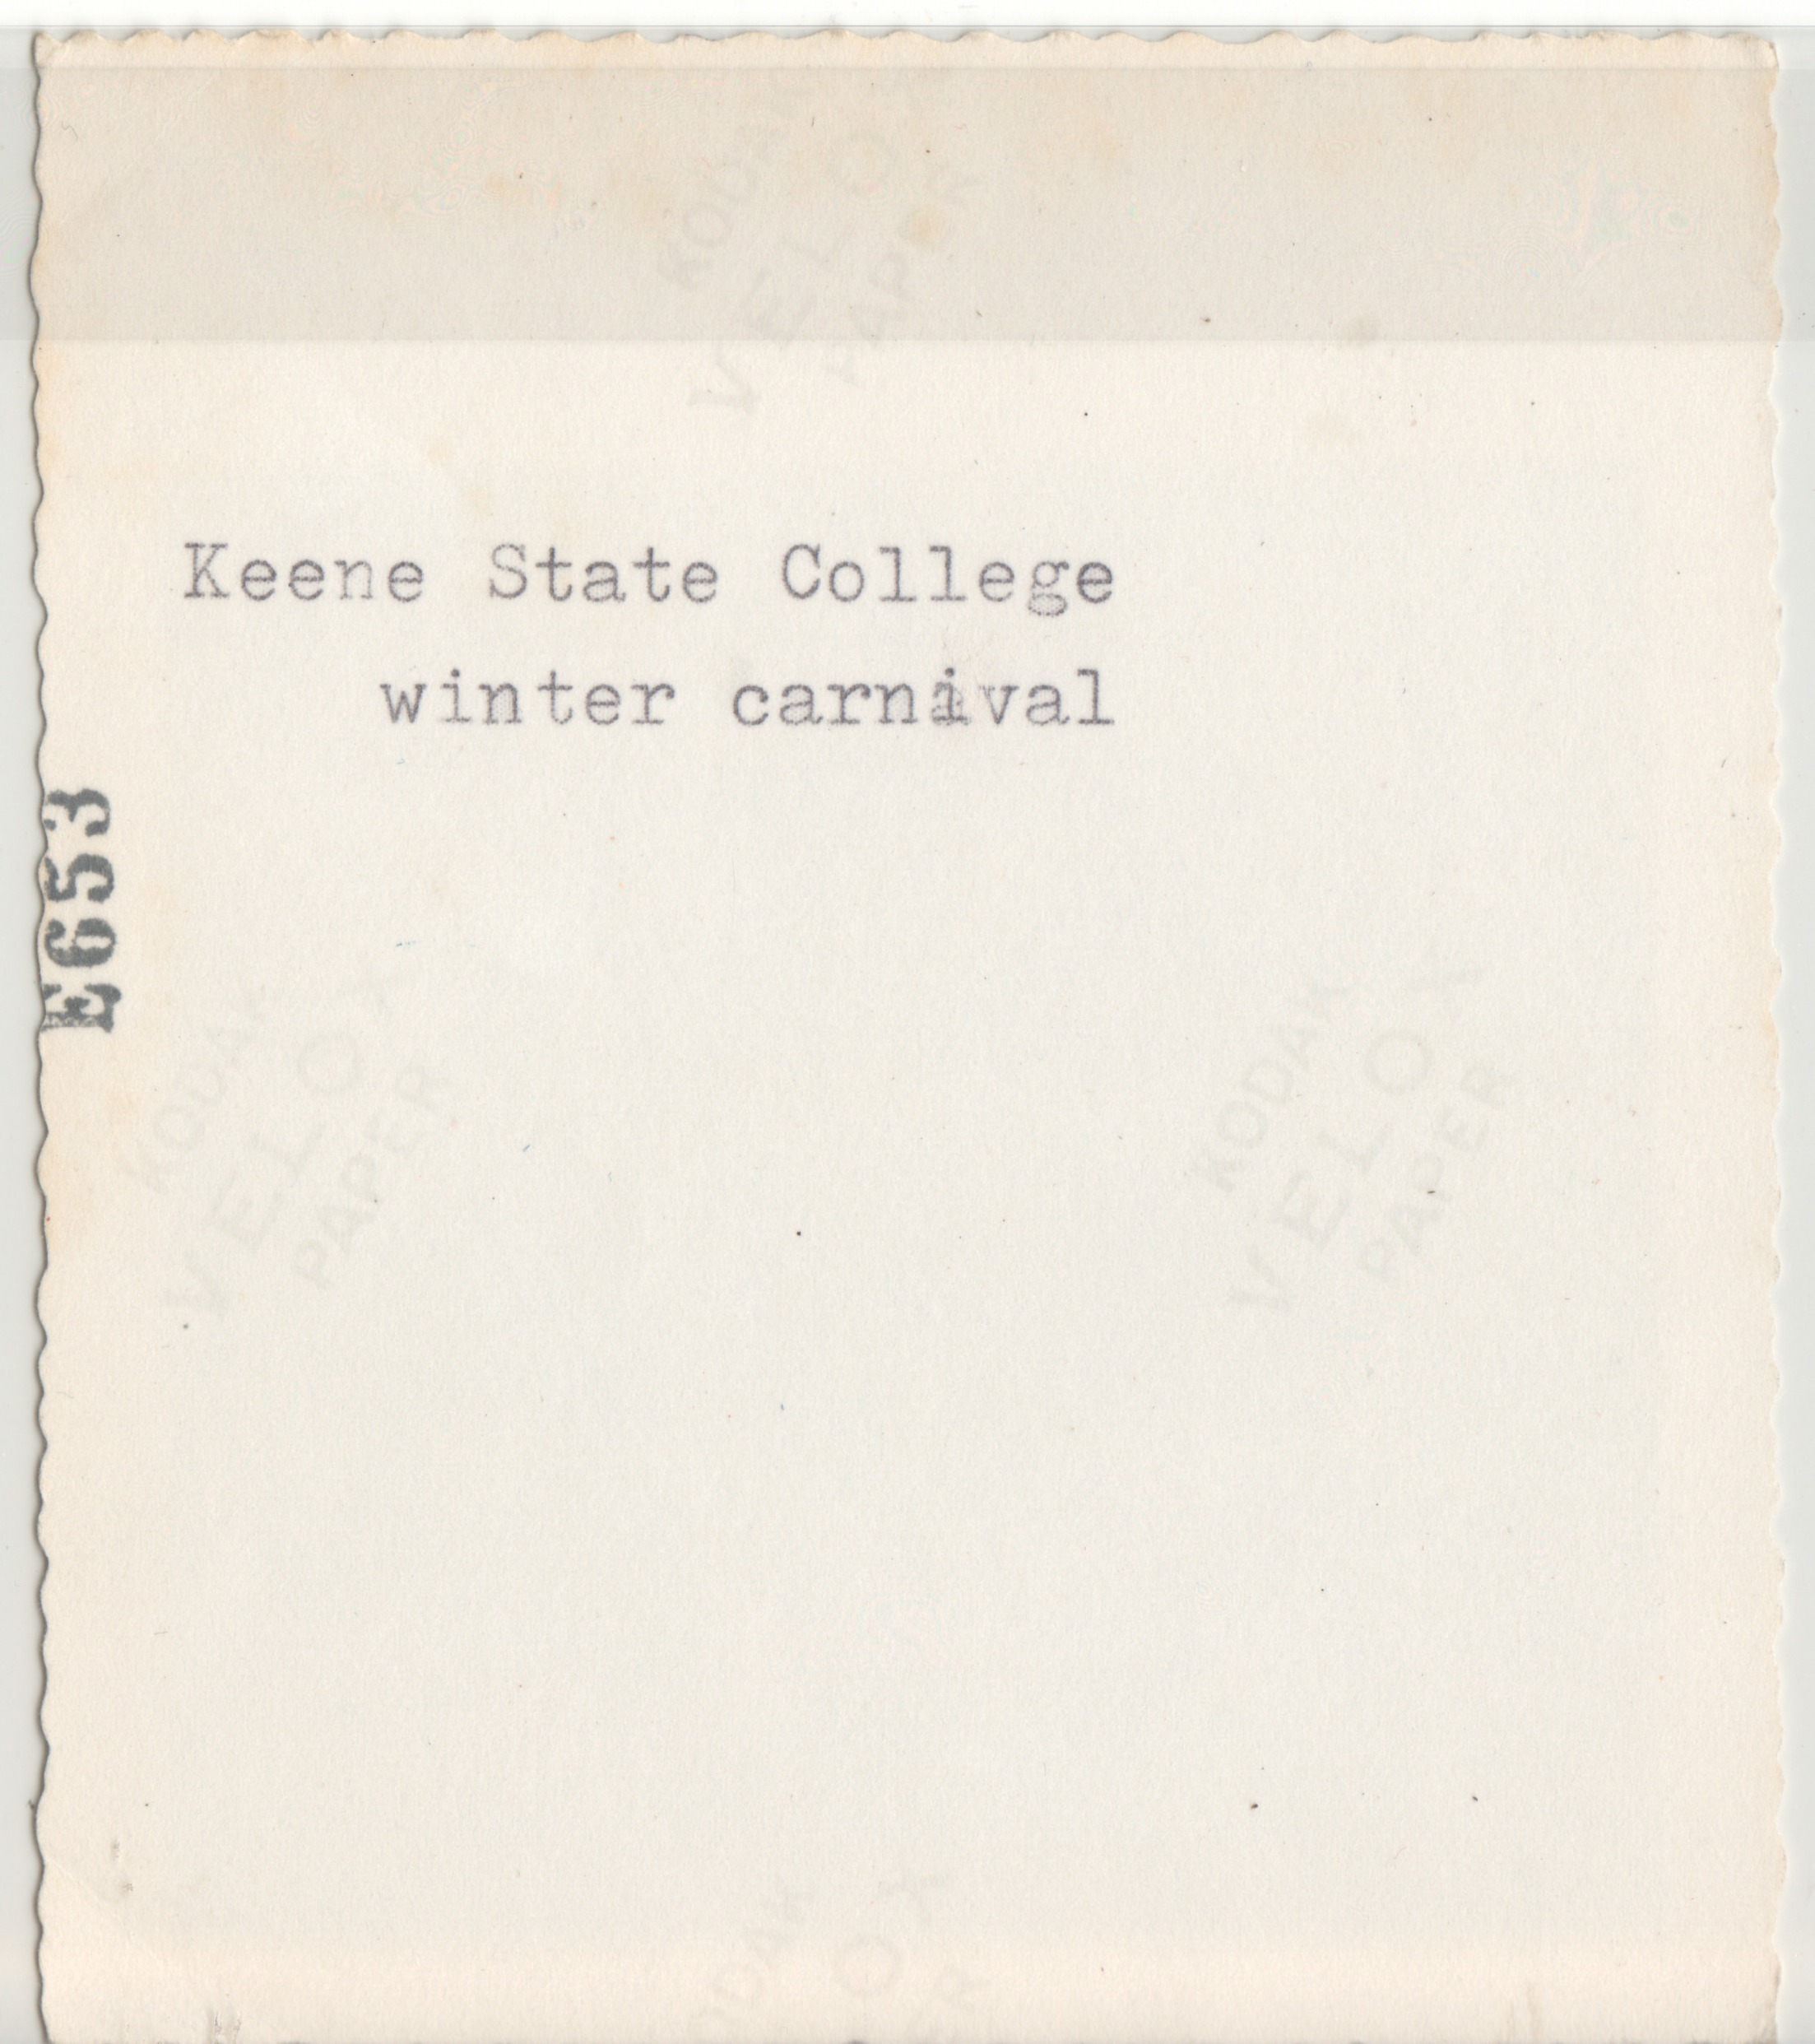 Keene State College
winter carnival
E653
KODAK
VELOX
PAPER
KODAK
VELOX
PAPER
KODAK
VELOX
PAPER